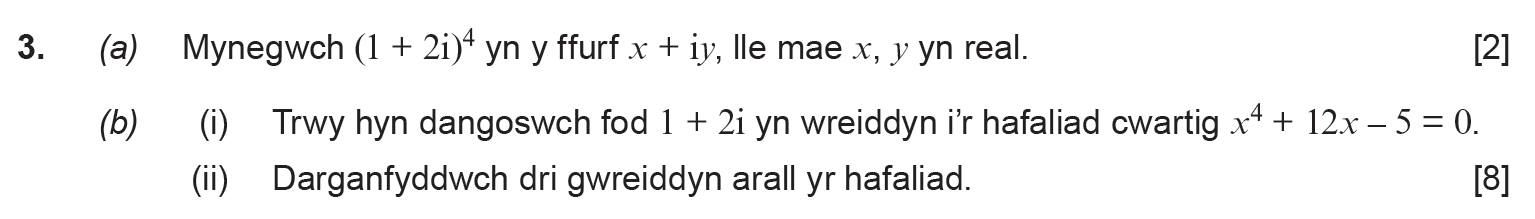 3. (a) Mynegwch (1 + 2i)⁴ yn y ffurf x + iy, lle mae x, y yn real. [2]
(b) (i) Trwy hyn dangoswch fod 1 + 2i yn wreiddyn i'r hafaliad cwartig x⁴ + 12x – 5 = 0.
(ii) Darganfyddwch dri gwreiddyn arall yr hafaliad. [8]